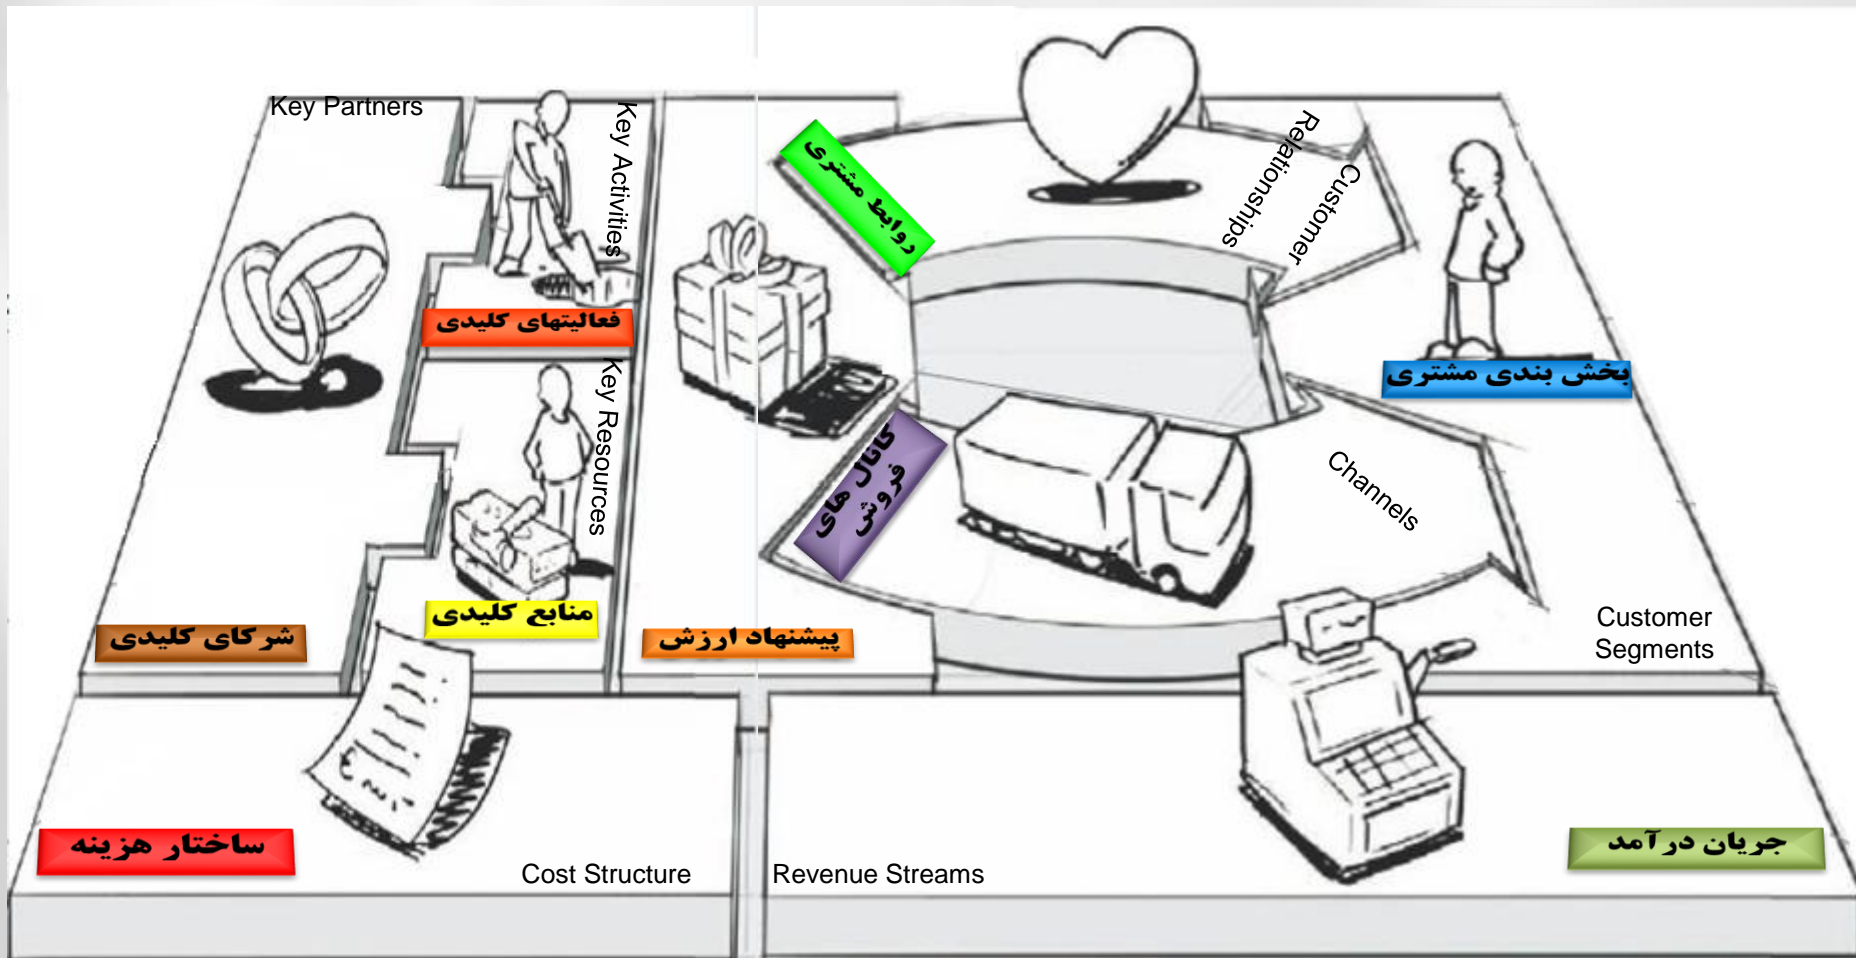 Key Partners
Key Activities
Customer
Relationships
روابط مشتری
فعالیتهای کلیدی
Key Resources
بخش بندی مشتری
کانال های
فروش
Channels
شرکای کلیدی
منابع کلیدی
پیشنهاد ارزش
Customer
Segments
ساختار هزینه
Cost Structure
Revenue Streams
جریان درآمد